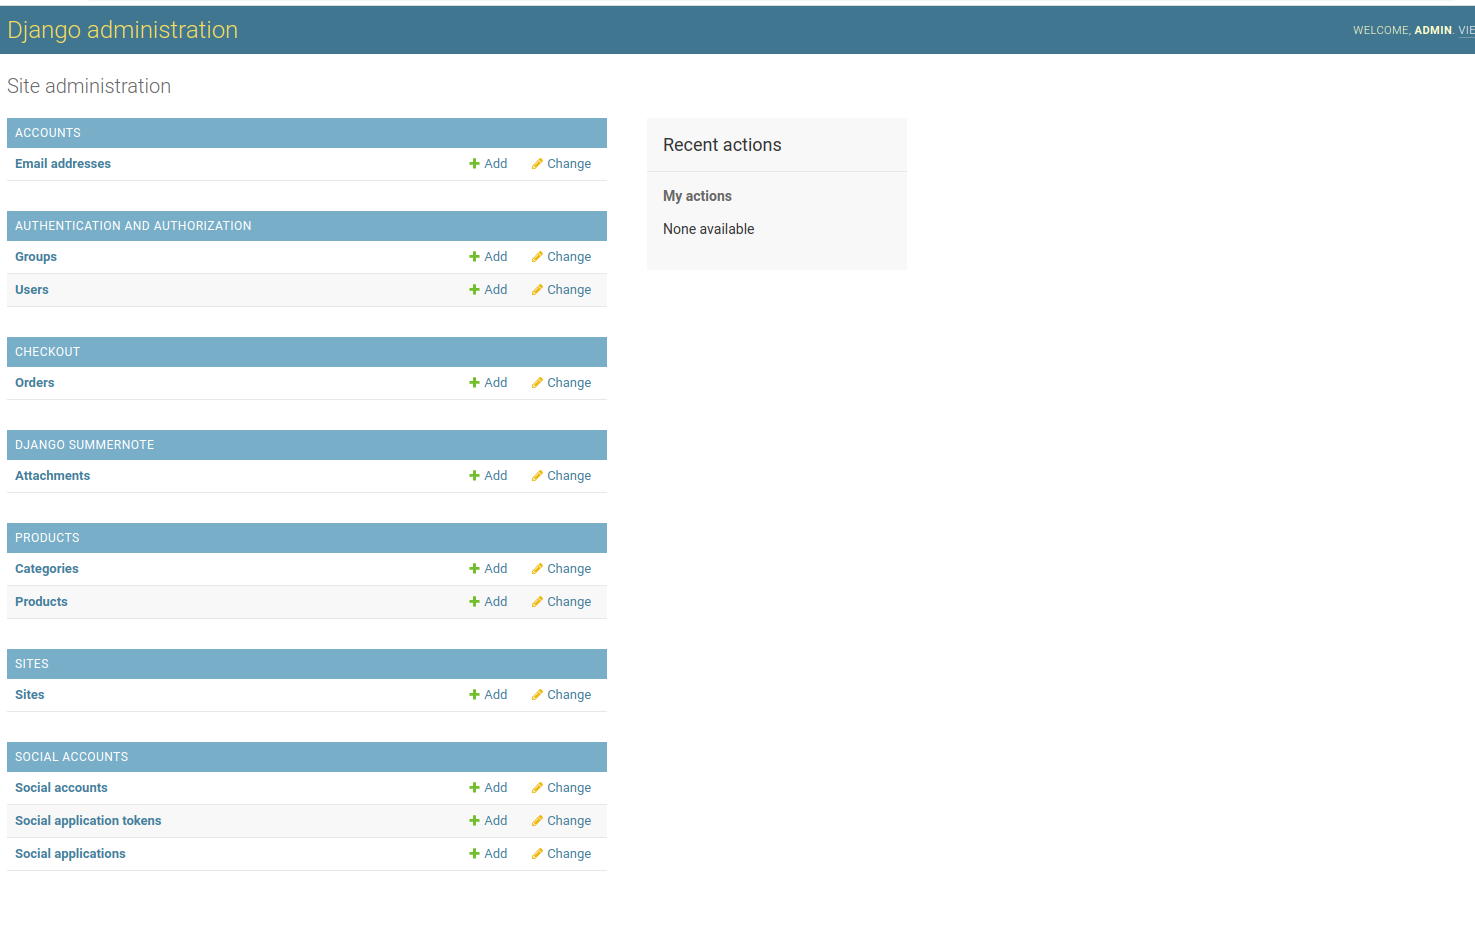 Django administration
WELCOME, ADMIN. VIE
Site administration
ACCOUNTS
Email addresses Add Change
AUTHENTICATION AND AUTHORIZATION
Groups Add Change
Users Add Change
CHECKOUT
Orders Add Change
DJANGO SUMMERNOTE
Attachments Add Change
PRODUCTS
Categories Add Change
Products Add Change
SITES
Sites Add Change
SOCIAL ACCOUNTS
Social accounts Add Change
Social application tokens Add Change
Social applications Add Change
Recent actions
My actions
None available